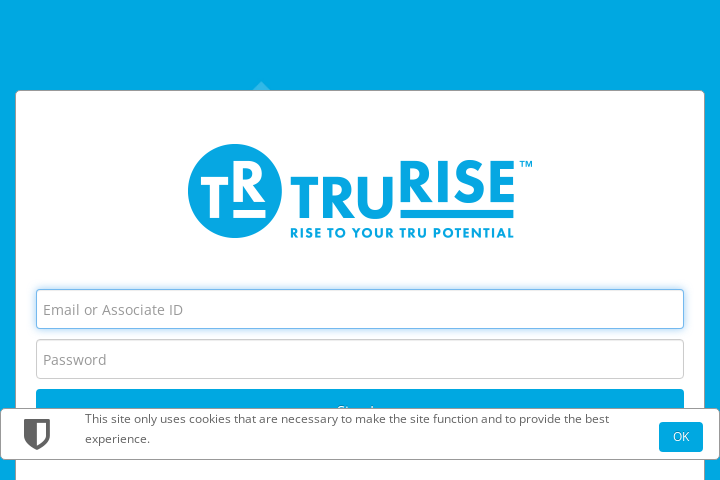 TR TRURISE™
RISE TO YOUR TRU POTENTIAL
Email or Associate ID
Password
This site only uses cookies that are necessary to make the site function and to provide the best
experience.
OK